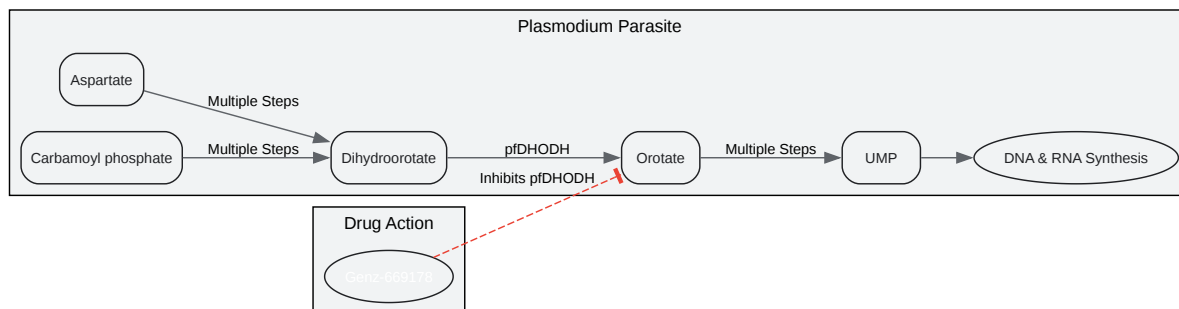 Plasmodium Parasite
Aspartate
Multiple Steps
Carbamoyl phosphate
Multiple Steps
Dihydroorotate
pfDHODH
Orotate
Multiple Steps
UMP
DNA & RNA Synthesis
Inhibits pfDHODH
Drug Action
Genz-669178